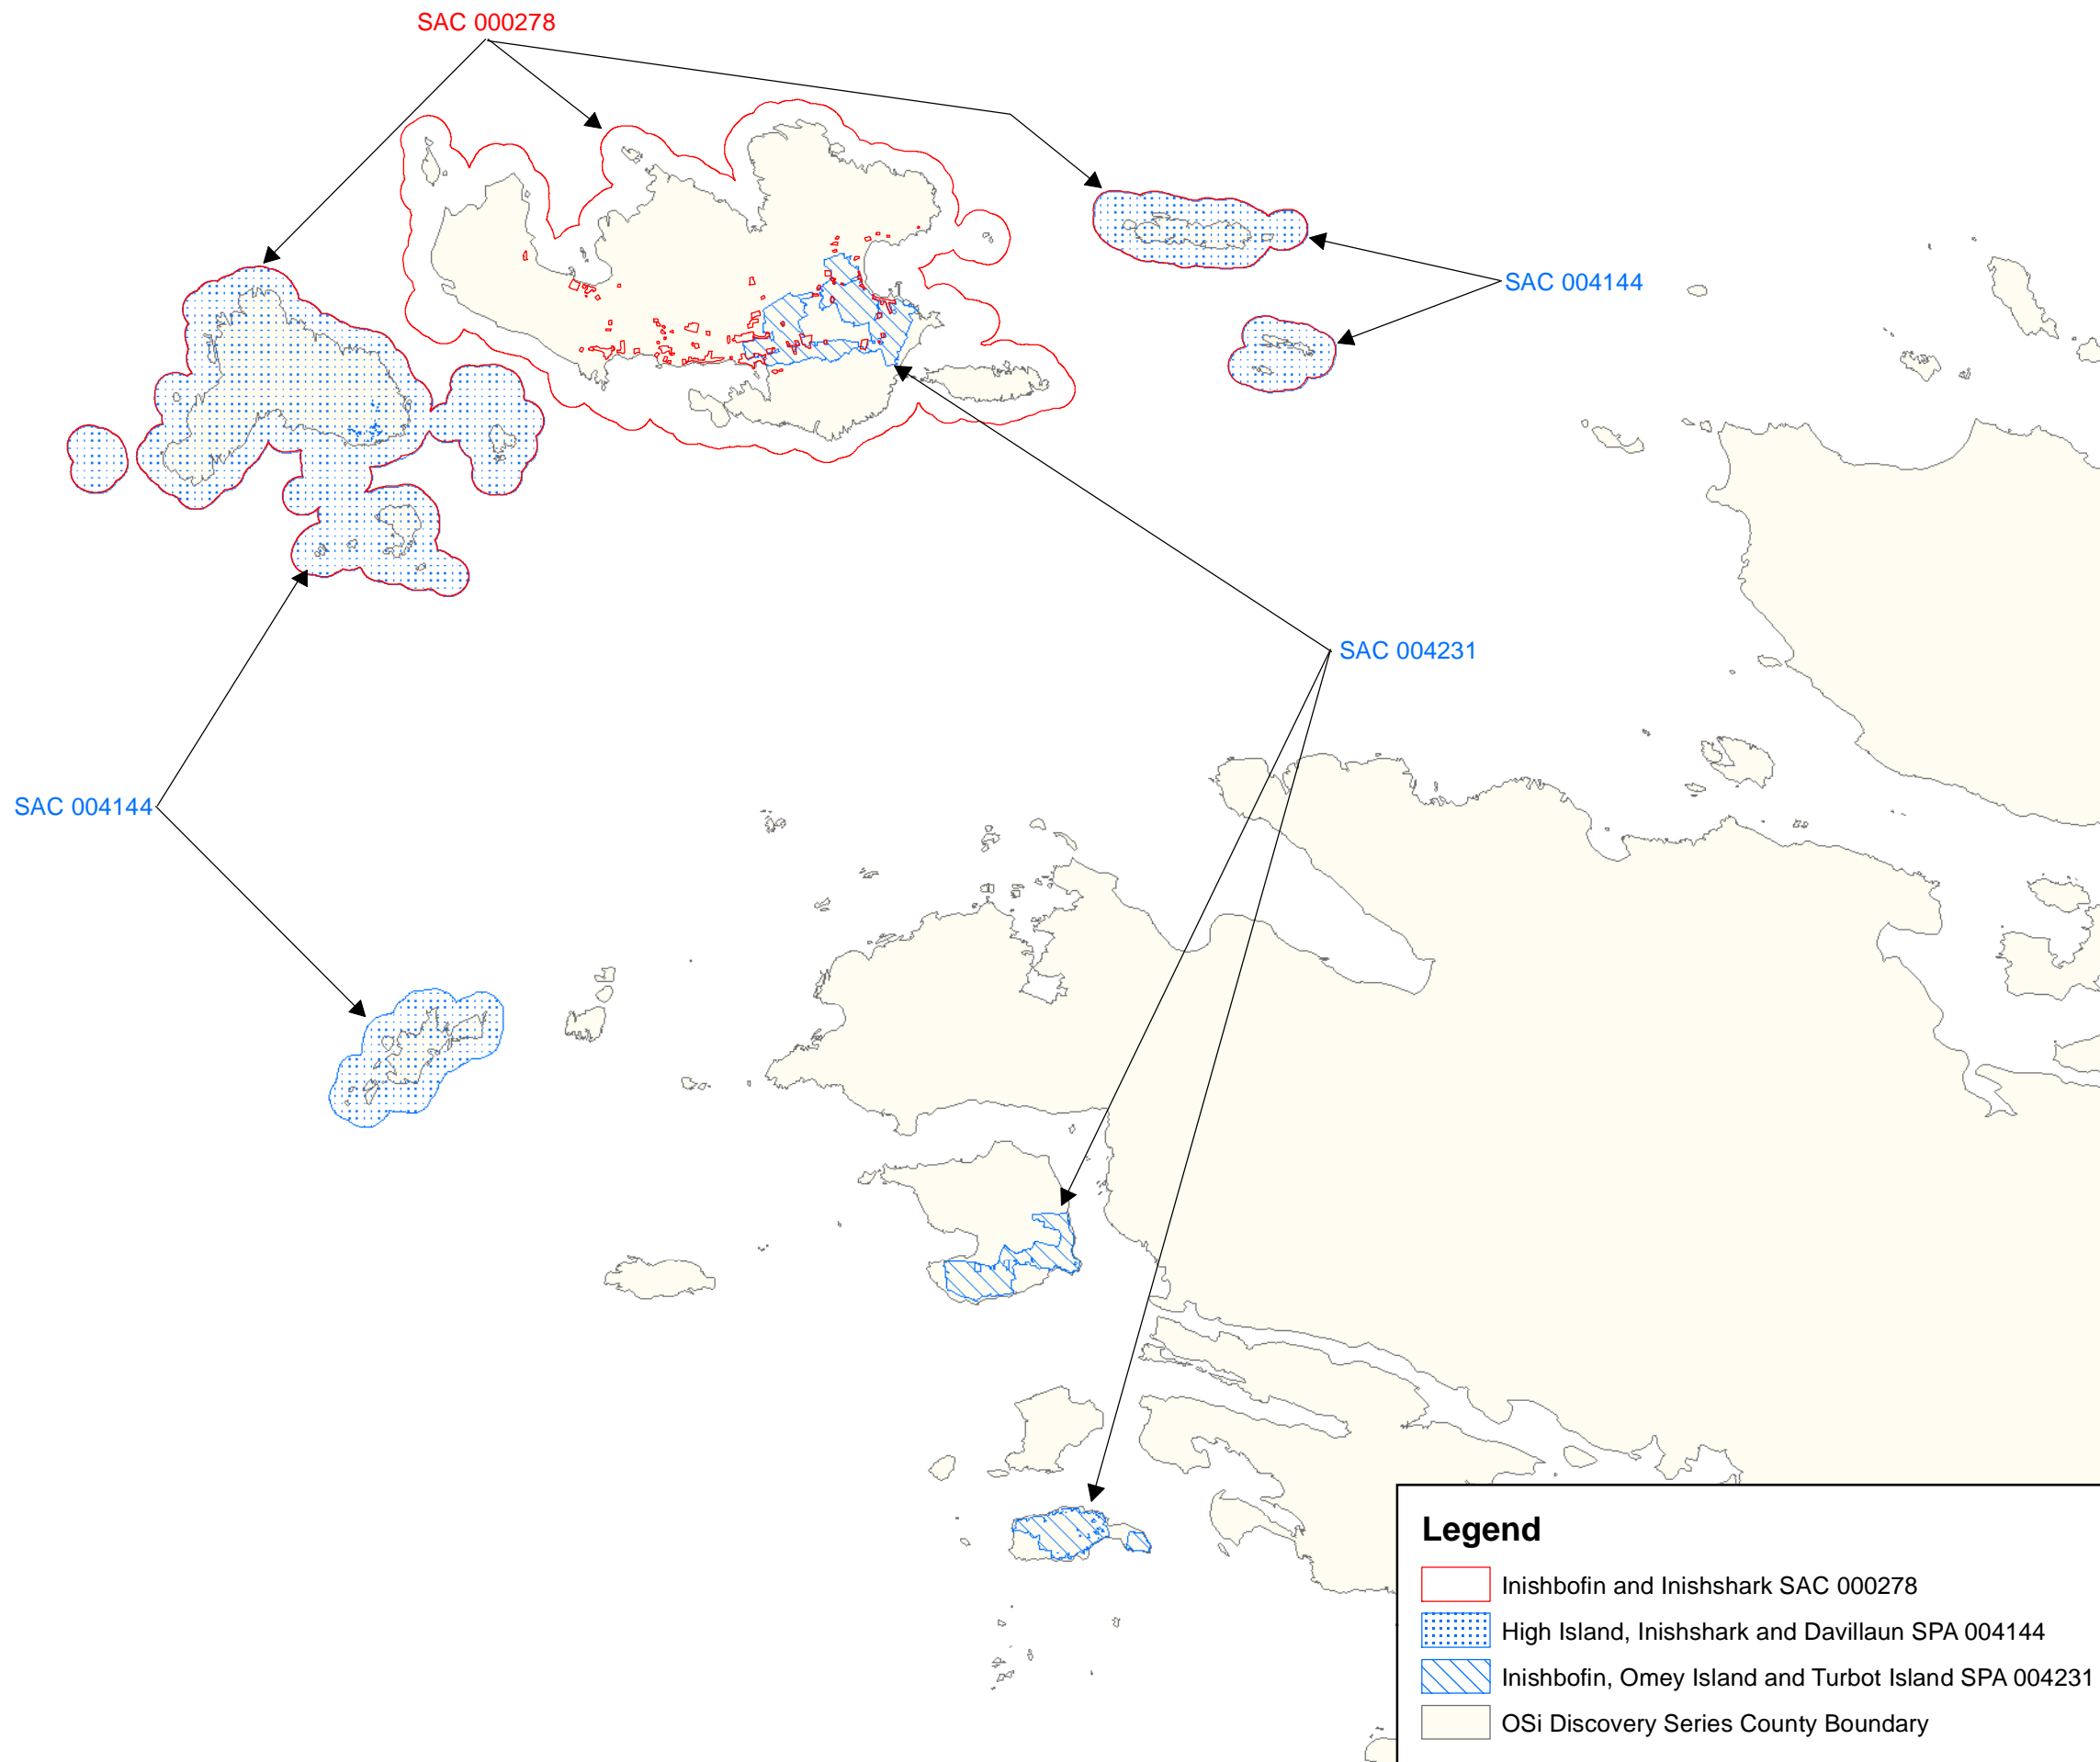 SAC 000278
SAC 004144
SAC 004231
SAC 004144
Legend
Inishbofin and Inishshark SAC 000278
High Island, Inishshark and Davillaun SPA 004144
Inishbofin, Omey Island and Turbot Island SPA 004231
OSi Discovery Series County Boundary